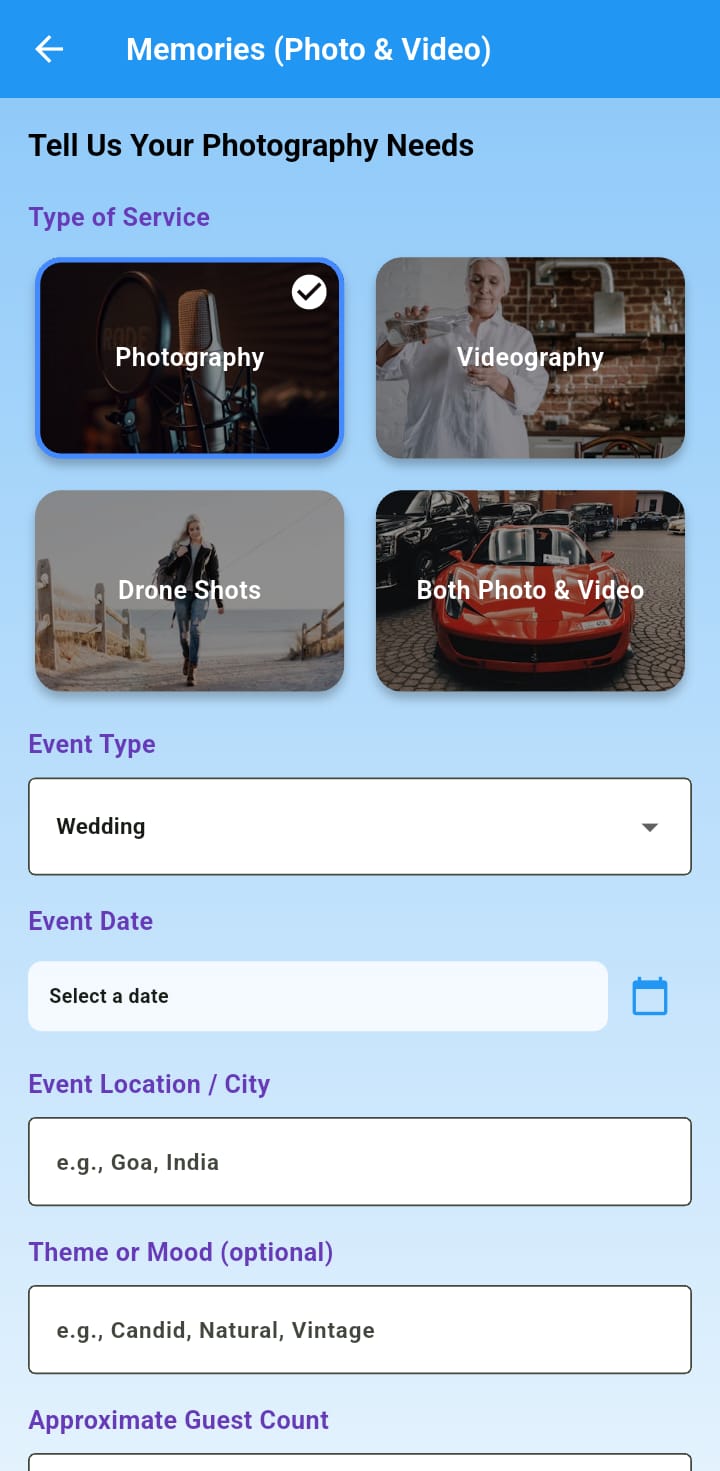 Memories (Photo & Video)
Tell Us Your Photography Needs
Type of Service
RODE
Photography
Videography
Drone Shots
Both Photo & Video
Event Type
Wedding
Event Date
Select a date
Event Location / City
e.g., Goa, India
Theme or Mood (optional)
e.g., Candid, Natural, Vintage
Approximate Guest Count